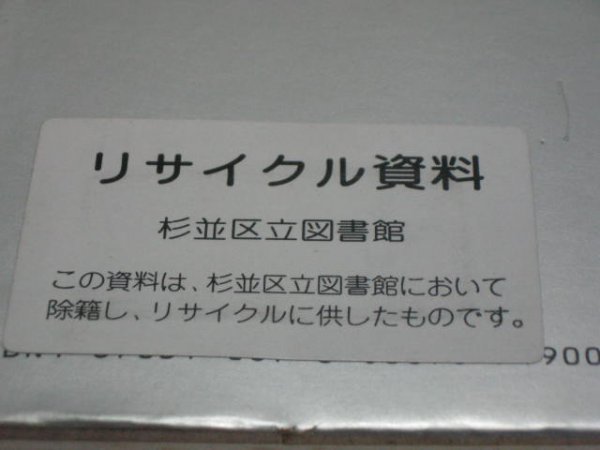 リサイクル資料
杉並区立図書館
この資料は、杉並区立図書館において
除籍し、リサイクルに供したものです。
900